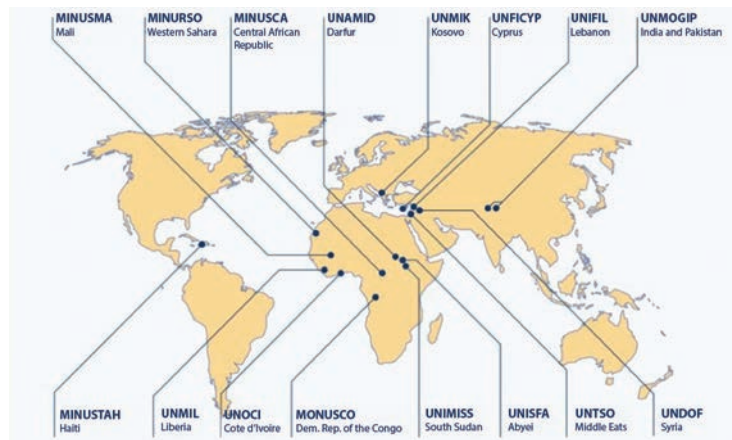 MINUSMA
Mali
MINURSO
Western Sahara
MINUSCA
Central African
Republic
UNAMID
Darfur
UNMIK
Kosovo
UNFICYP
Cyprus
UNIFIL
Lebanon
UNMOGIP
India and Pakistan
MINUSTAH
Haiti
UNMIL
Liberia
UNOCI
Cote d'Ivoire
MONUSCO
Dem. Rep. of the Congo
UNIMISS
South Sudan
UNISFA
Abyei
UNTSO
Middle Eats
UNDOF
Syria